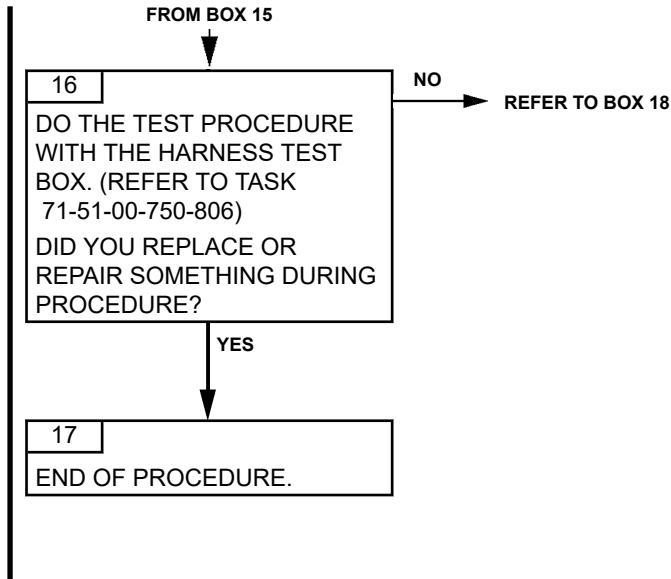 FROM BOX 15
16
DO THE TEST PROCEDURE
WITH THE HARNESS TEST
BOX. (REFER TO TASK
71-51-00-750-806)
DID YOU REPLACE OR
REPAIR SOMETHING DURING
PROCEDURE?
NO
REFER TO BOX 18
YES
17
END OF PROCEDURE.